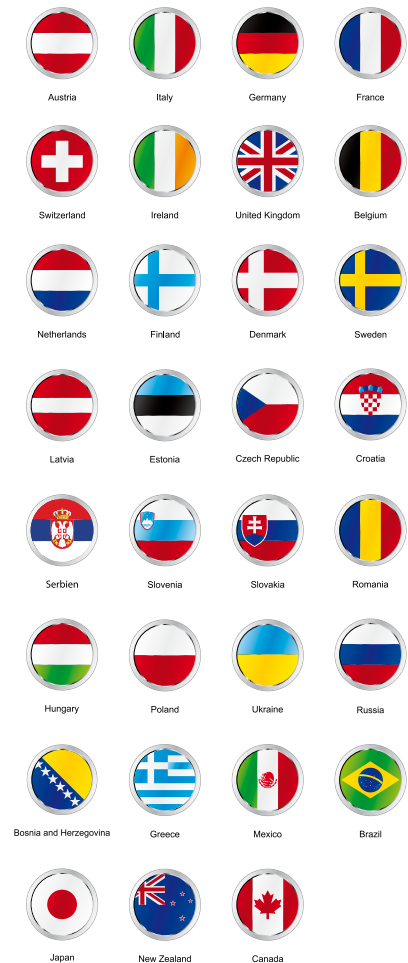 Austria Italy Germany France
Switzerland Ireland United Kingdom Belgium
Netherlands Finland Denmark Sweden
Latvia Estonia Czech Republic Croatia
Serbien Slovenia Slovakia Romania
Hungary Poland Ukraine Russia
Bosnia and Herzegovina Greece Mexico Brazil
Japan New Zealand Canada